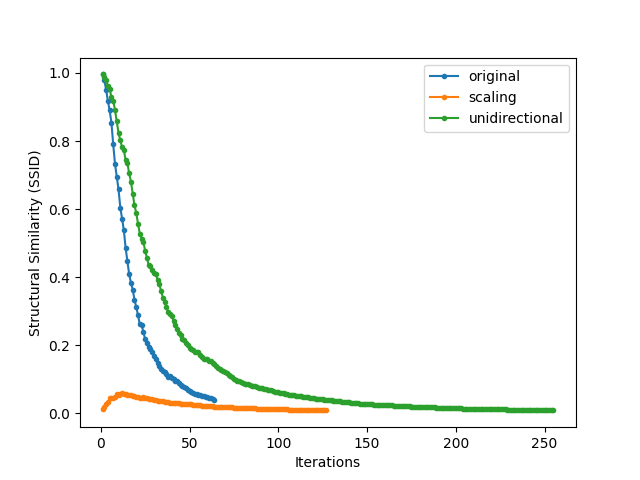 original
scaling
unidirectional
1.0
0.8
0.6
0.4
0.2
0.0
Structural Similarity (SSID)
0 50 100 150 200 250
Iterations